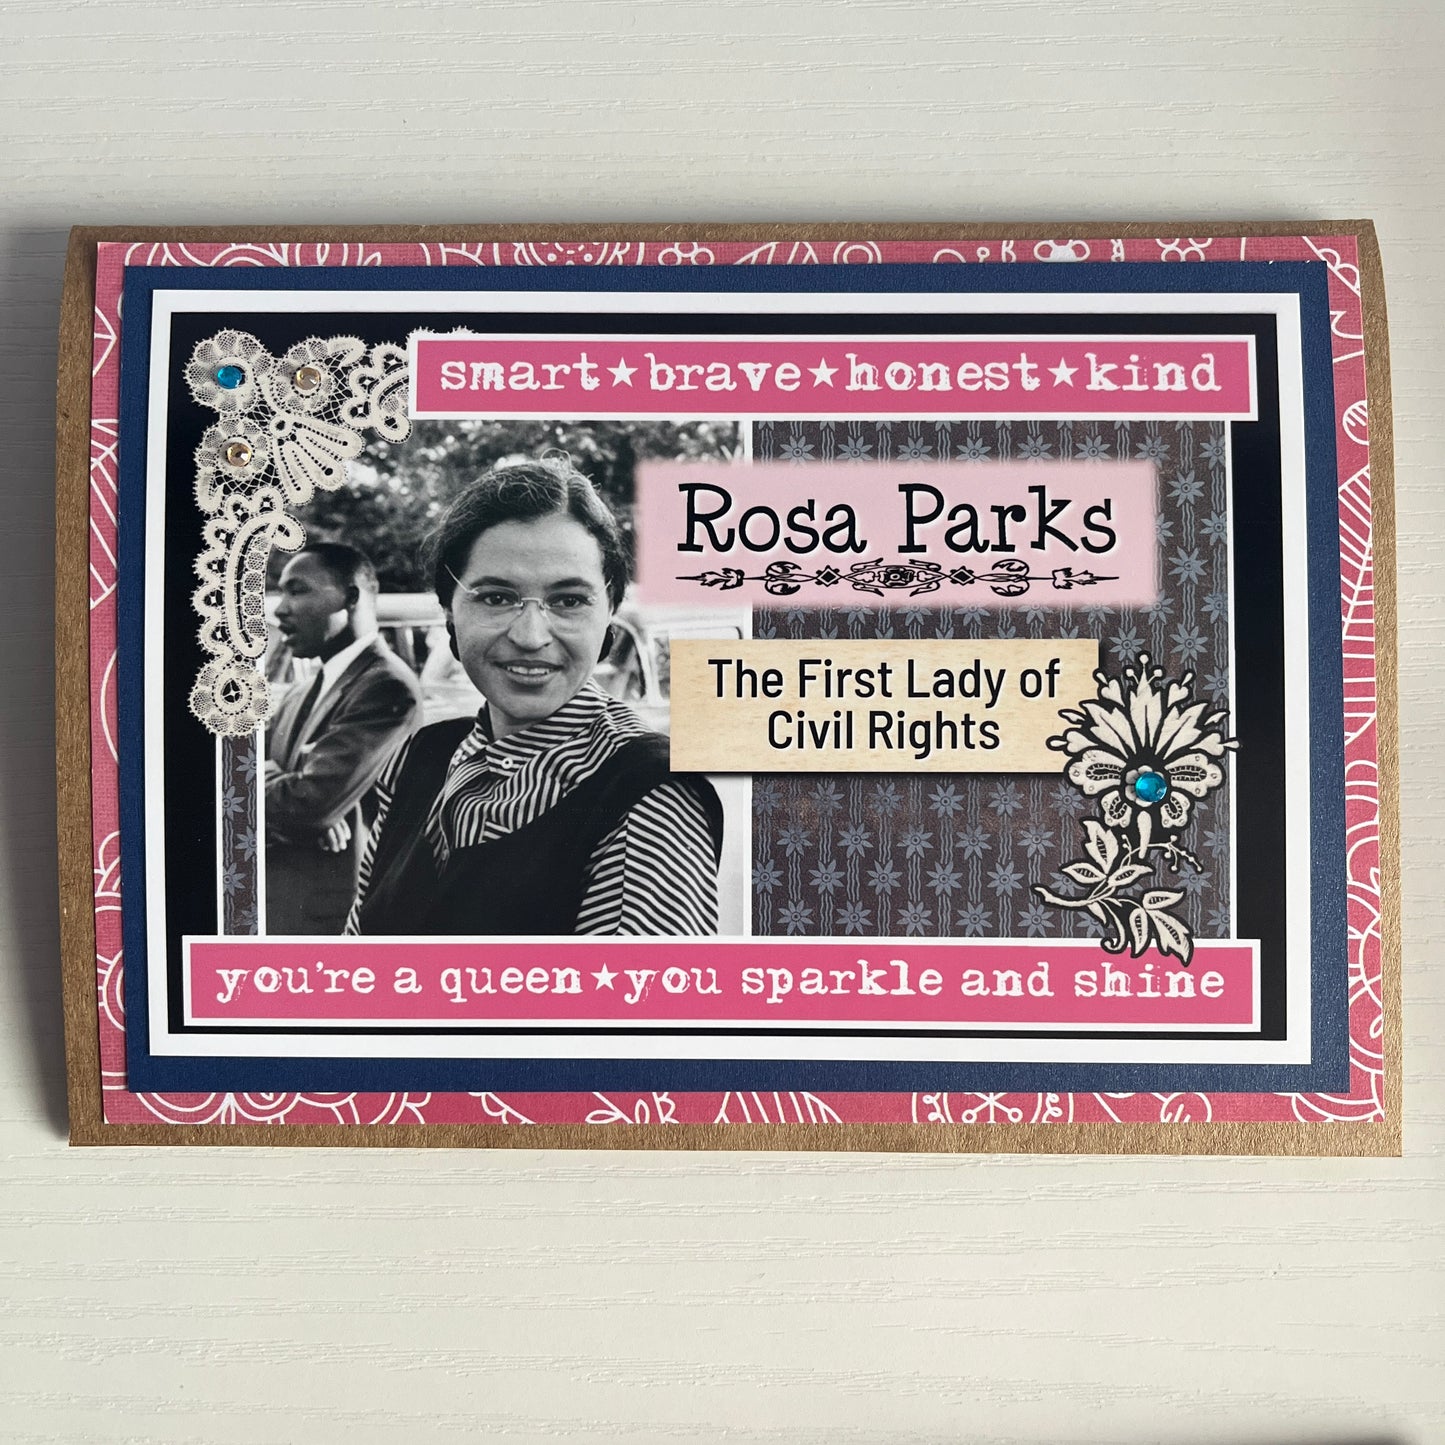 smart★brave★honest★kind
Rosa Parks
The First Lady of
Civil Rights
you're a queen★you sparkle and shine